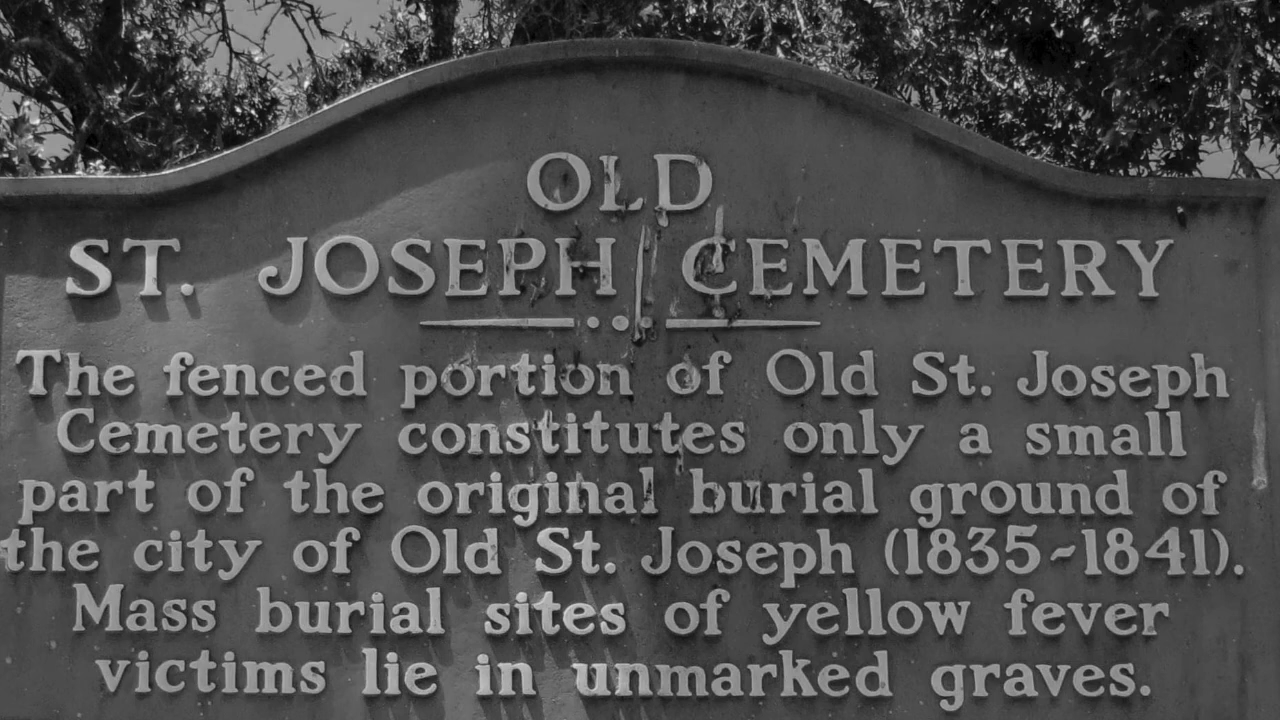 OLD
ST. JOSEPH CEMETERY
The fenced portion of Old St. Joseph
Cemetery constitutes only a small
part of the original burial ground of
the city of Old St. Joseph (1835~1841).
Mass burial sites of yellow fever
victims lie in unmarked graves.